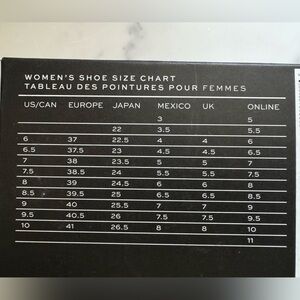 WOMEN'S SHOE SIZE CHART
TABLEAU DES POINTURES POUR FEMMES
US/CAN EUROPE JAPAN MEXICO UK ONLINE
3 5
22 3.5 5.5
6 37 22.5 4 4 6
6.5 37.5 23 4.5 4.5 6.5
7 38 23.5 5 5 7
7.5 38.5 24 5.5 5.5 7.5
8 39 24.5 6 6 8
8.5 39.5 25 6.5 6.5 8.5
9 40 25.5 7 7 9
9.5 40.5 26 7.5 7.5 9.5
10 41 26.5 8 8 10
11